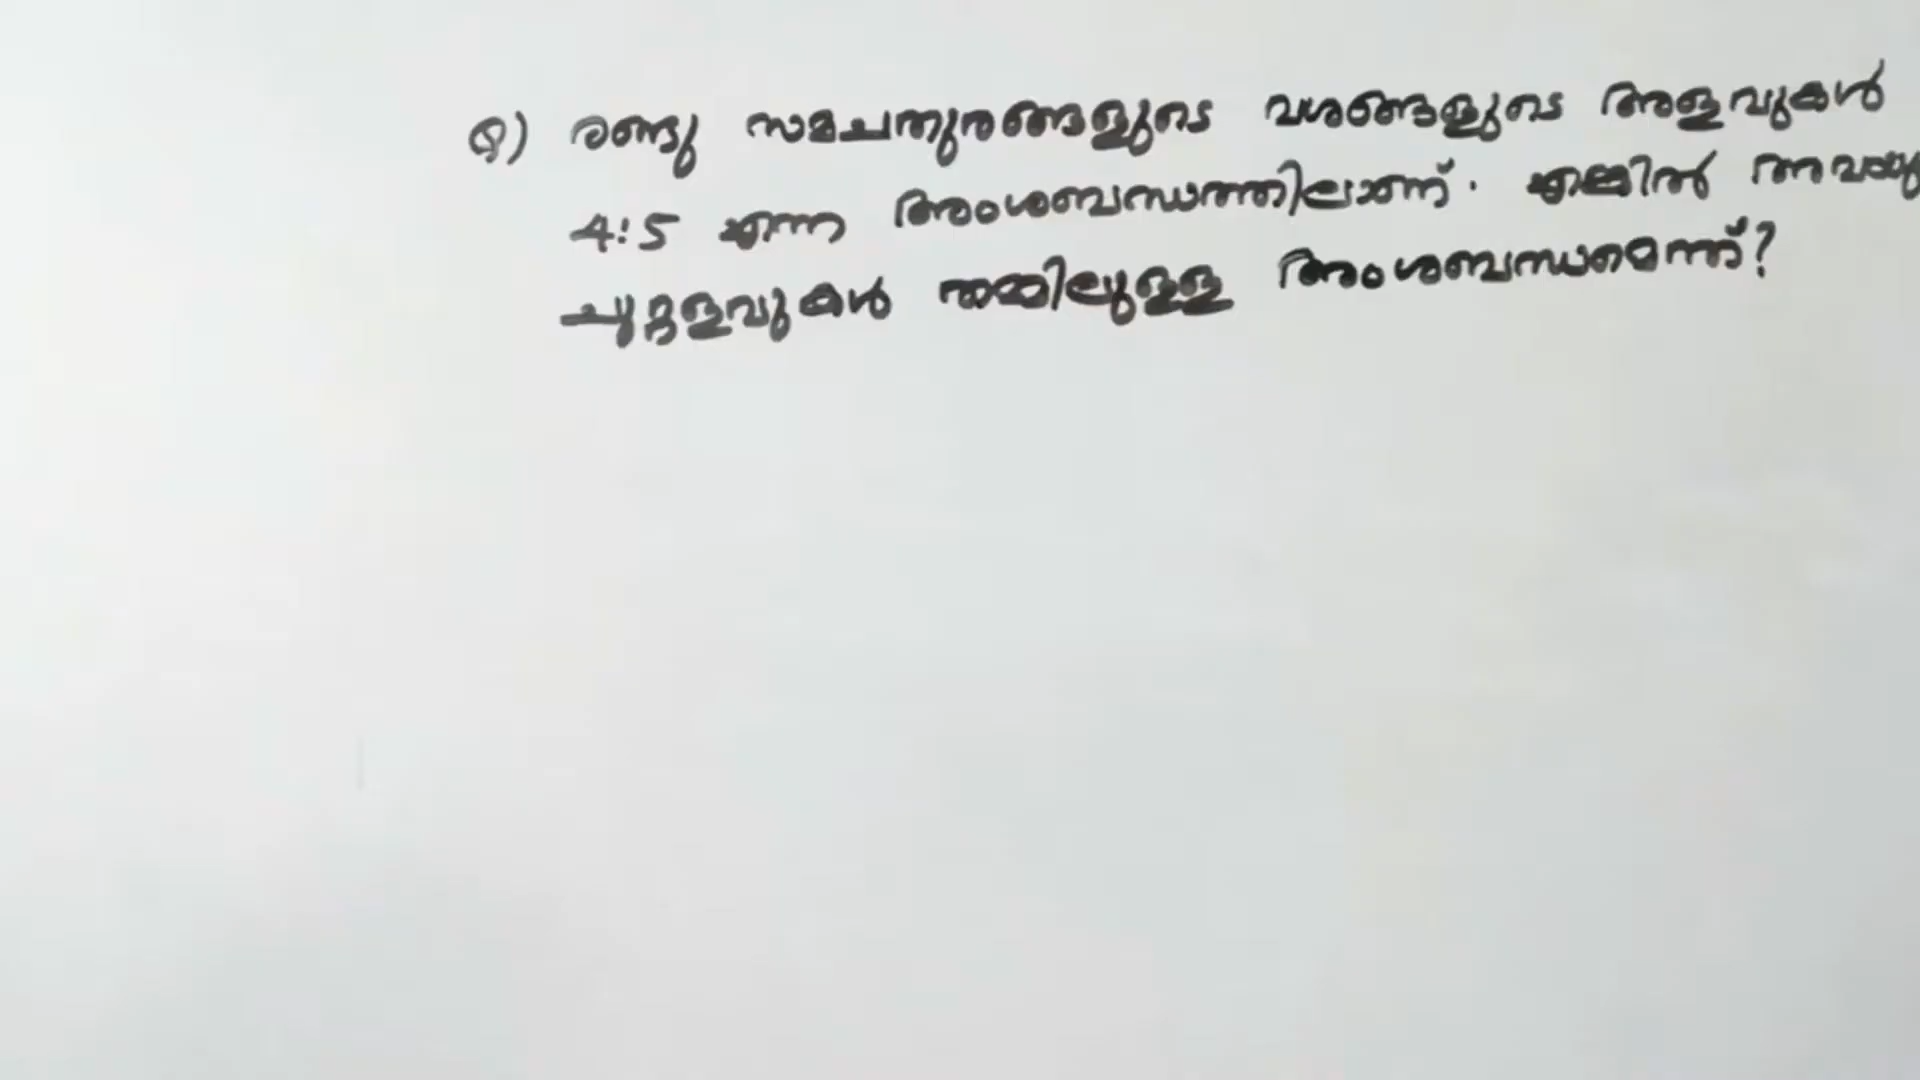 Q) രണ്ടു സമചതുരങ്ങളുടെ വശങ്ങളുടെ അളവുകൾ
4:5 എന്ന അംശബന്ധത്തിലാണ്. എങ്കിൽ അവയു
ചുറ്റളവുകൾ തമ്മിലുള്ള അംശബന്ധമെന്ത്?